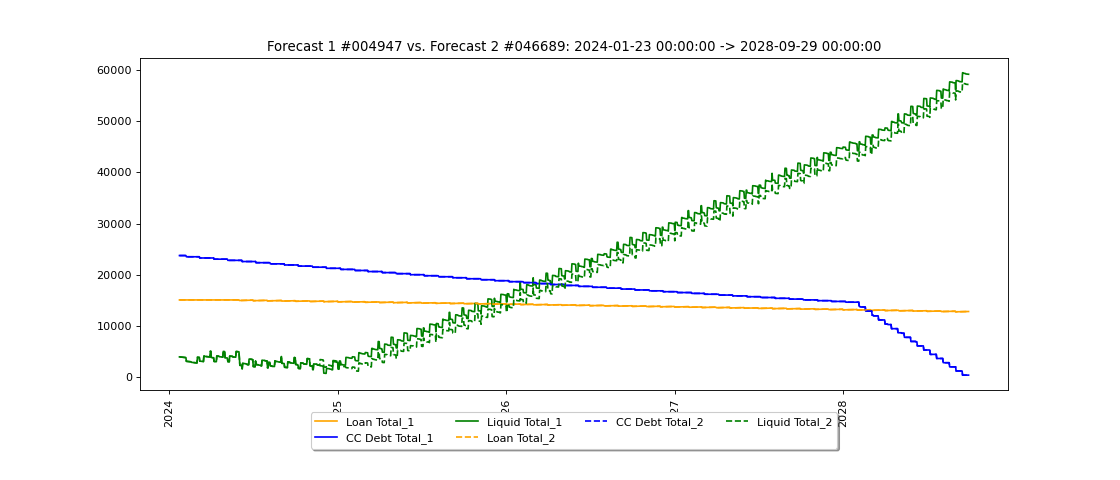 Forecast 1 #004947 vs. Forecast 2 #046689: 2024-01-23 00:00:00 -> 2028-09-29 00:00:00
60000
50000
40000
30000
20000
10000
0
2024
25
26
27
2028
Loan Total_1
Liquid Total_1
CC Debt Total_2
Liquid Total_2
CC Debt Total_1
Loan Total_2